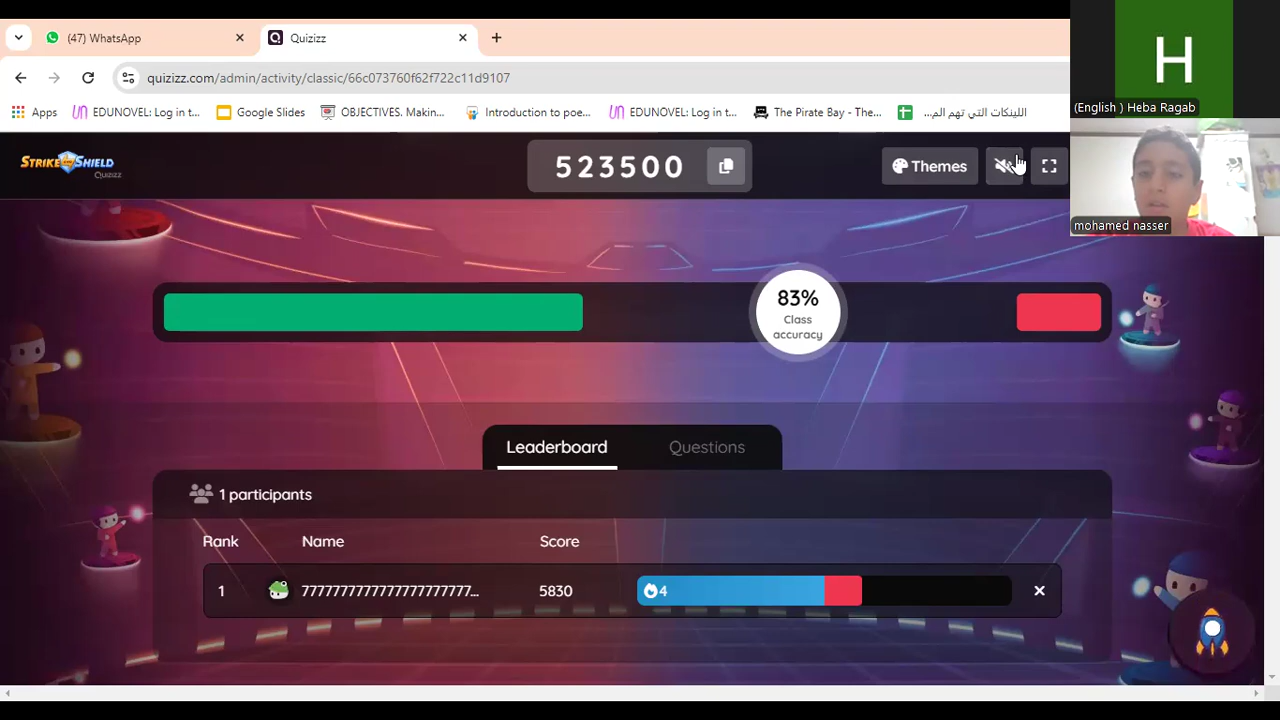 (47) WhatsApp
Quizizz
quizizz.com/admin/activity/classic/66c073760f62f722c11d9107
Apps
EDUNOVEL: Log in t...
Google Slides
OBJECTIVES. Makin...
Introduction to poe...
EDUNOVEL: Log in t...
The Pirate Bay - The...
اللينكات التي تهم الم...
H
(English ) Heba Ragab
mohamed nasser
STRIKE SHIELD
Quizizz
523500
Themes
83%
Class
accuracy
Leaderboard
Questions
1 participants
Rank
Name
Score
1
7777777777777777777777...
5830
4